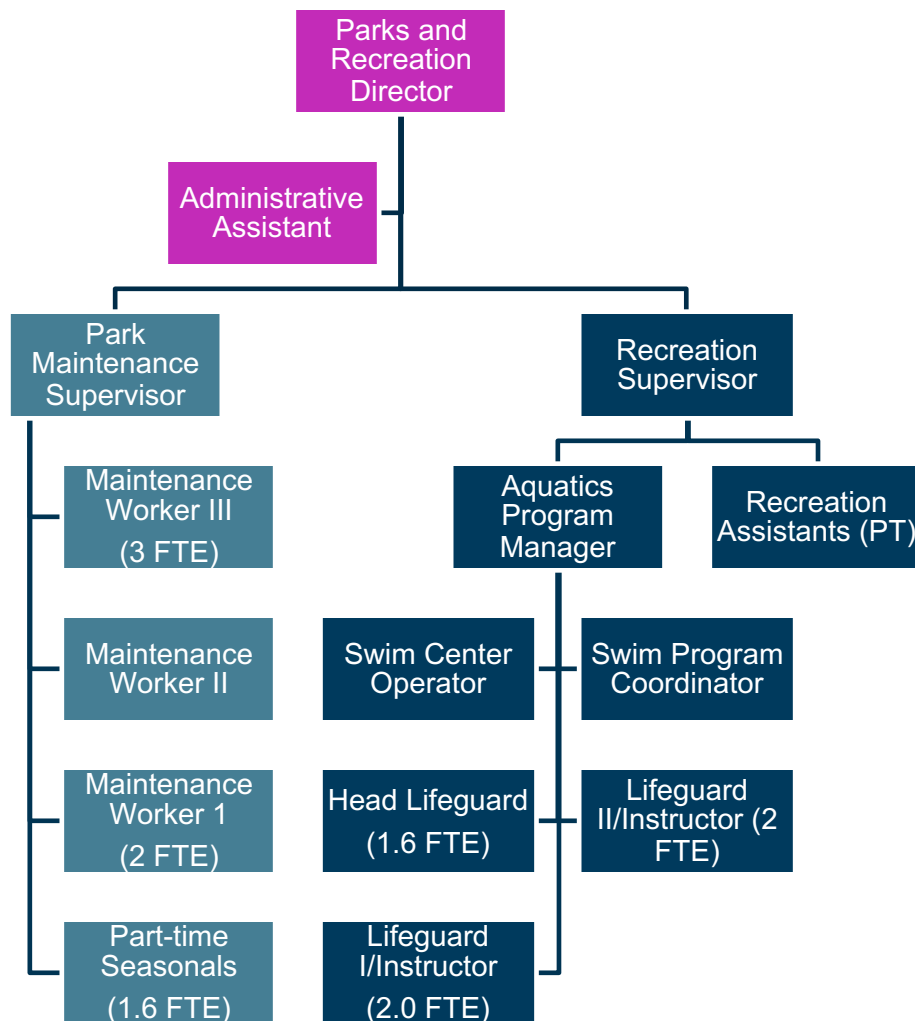 Parks and
Recreation
Director
Administrative
Assistant
Park
Maintenance
Supervisor
Recreation
Supervisor
Maintenance
Worker III
(3 FTE)
Aquatics
Program
Manager
Recreation
Assistants (PT)
Maintenance
Worker II
Swim Center
Operator
Swim Program
Coordinator
Maintenance
Worker 1
(2 FTE)
Head Lifeguard
(1.6 FTE)
Lifeguard
II/Instructor (2
FTE)
Part-time
Seasonals
(1.6 FTE)
Lifeguard
I/Instructor
(2.0 FTE)